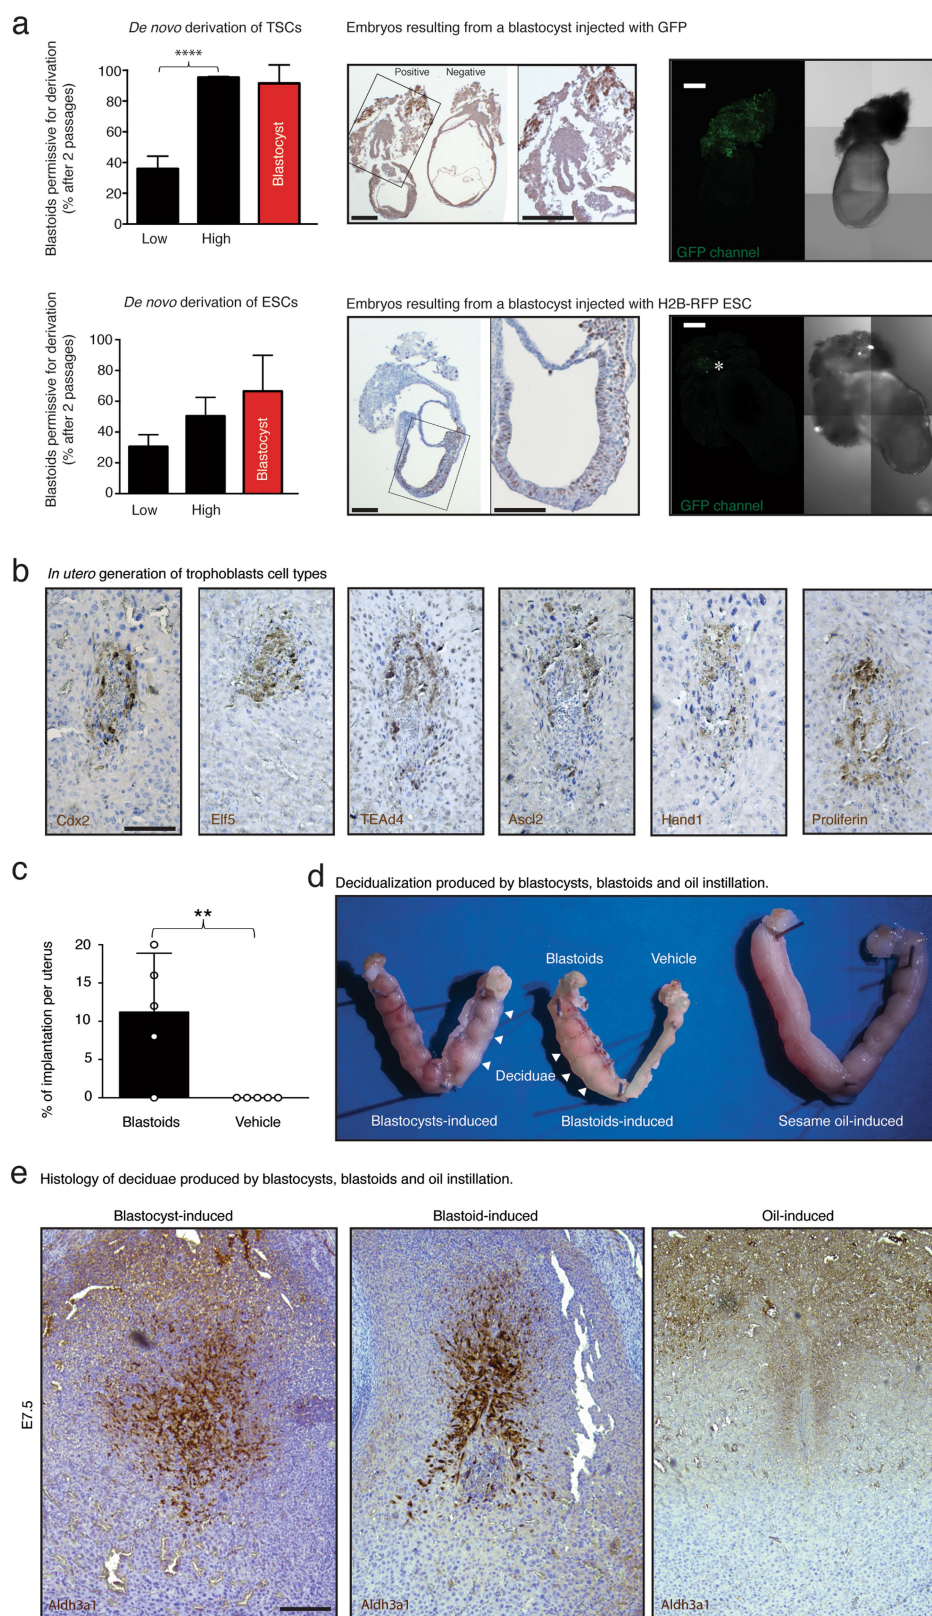 a
De novo derivation of TSCs
Embryos resulting from a blastocyst injected with GFP
Blastoids permissive for derivation
(% after 2 passages)
100
80
60
40
20
0
****
Blastocyst
Low
High
Positive
Negative
GFP channel
De novo derivation of ESCs
Embryos resulting from a blastocyst injected with H2B-RFP ESC
Blastoids permissive for derivation
(% after 2 passages)
100
80
60
40
20
0
Blastocyst
Low
High
*
GFP channel
b
In utero generation of trophoblasts cell types
Cdx2
Elf5
TEAd4
Ascl2
Hand1
Proliferin
c
% of implantation per uterus
20
15
10
5
0
**
Blastoids
Vehicle
d
Decidualization produced by blastocysts, blastoids and oil instillation.
Blastoids
Vehicle
Deciduae
Blastocysts-induced
Blastoids-induced
Sesame oil-induced
e
Histology of deciduae produced by blastocysts, blastoids and oil instillation.
Blastocyst-induced
Blastoid-induced
Oil-induced
E7.5
Aldh3a1
Aldh3a1
Aldh3a1